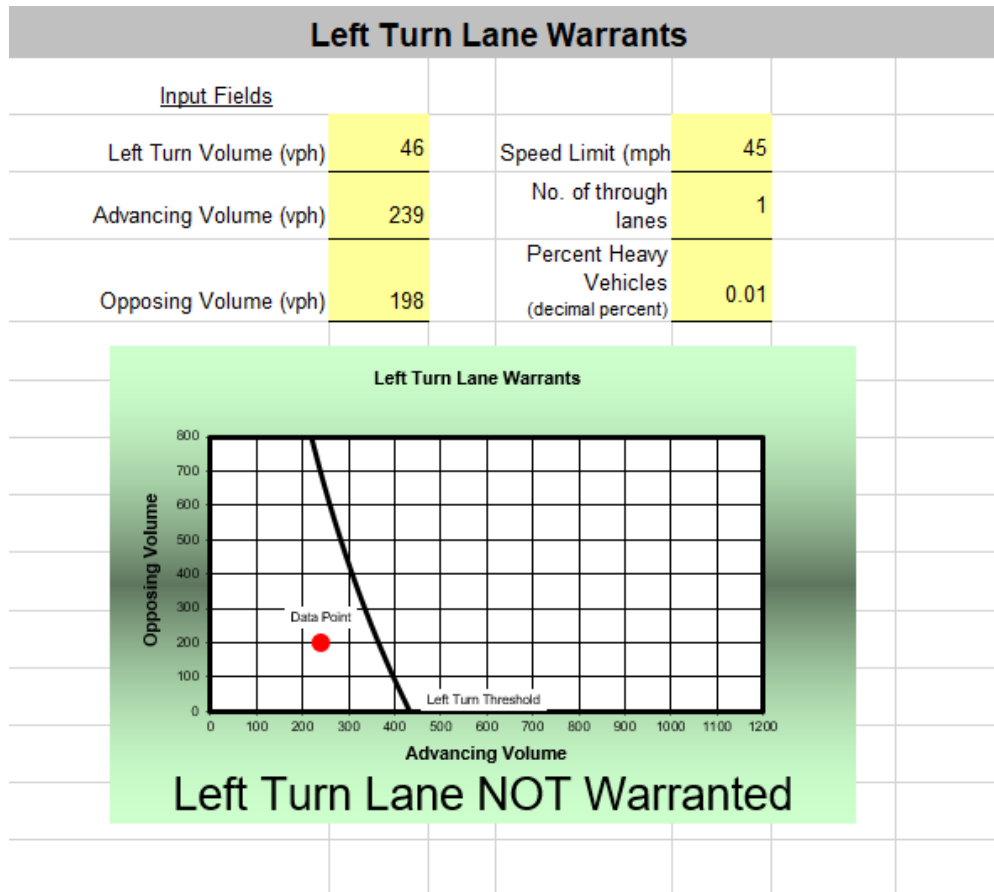 Left Turn Lane Warrants
Input Fields
Left Turn Volume (vph) 46 Speed Limit (mph 45
Advancing Volume (vph) 239 No. of through
lanes 1
Opposing Volume (vph) 198 Percent Heavy
Vehicles
(decimal percent) 0.01
Left Turn Lane Warrants
800
700
600
500
400
300
200
100
0
Opposing Volume
Data Point
Left Turn Threshold
0 100 200 300 400 500 600 700 800 900 1000 1100 1200
Advancing Volume
Left Turn Lane NOT Warranted